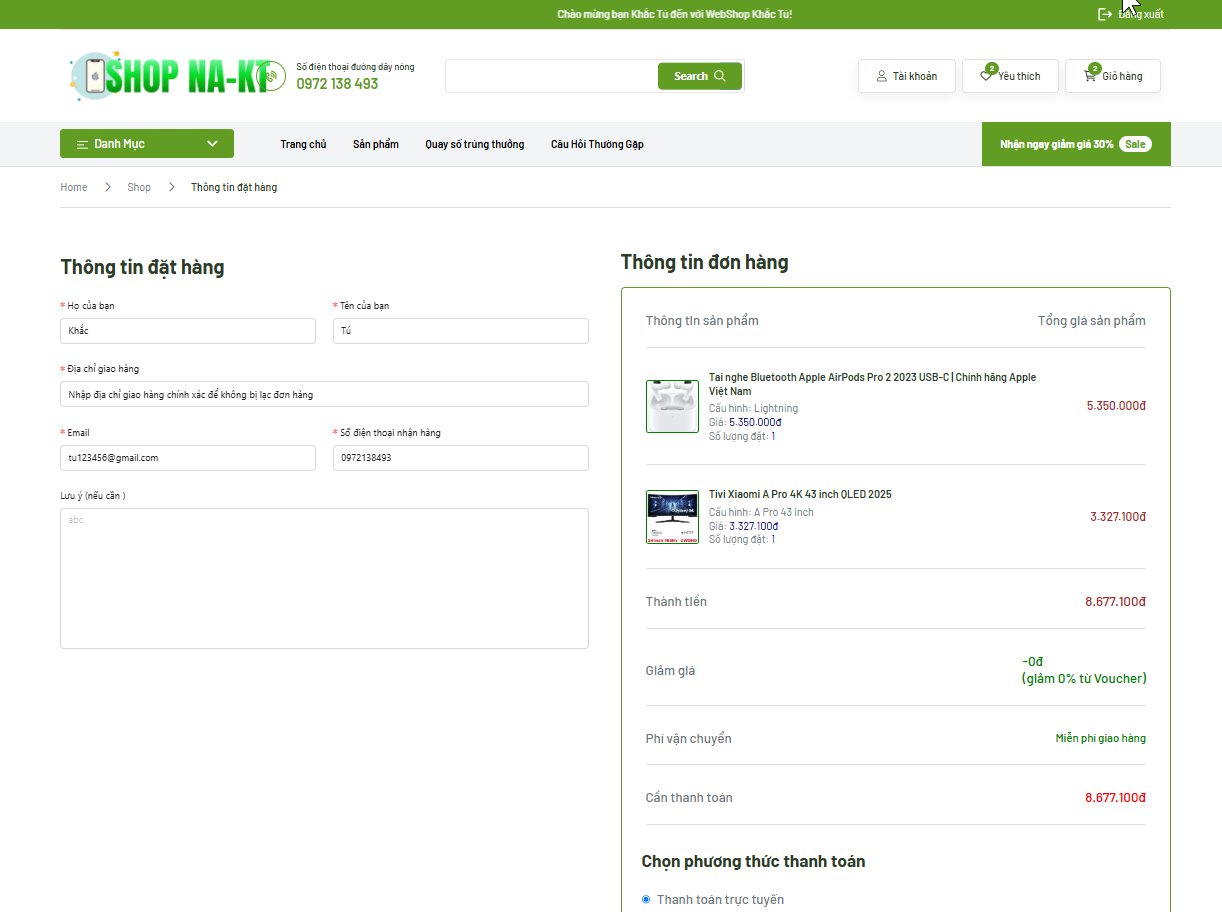 Chào mừng bạn Khắc Tú đến với WebShop Khắc Tú!
Đăng xuất
SHOP NA-KT
Số điện thoại đường dây nóng
0972 138 493
Search
Tài khoản
2
Yêu thích
2
Giỏ hàng
Danh Mục
Trang chủ
Sản phẩm
Quay số trúng thưởng
Câu Hỏi Thường Gặp
Nhận ngay giảm giá 30% Sale
Home > Shop > Thông tin đặt hàng
Thông tin đặt hàng
* Họ của bạn
* Tên của bạn
Khắc
Tú
* Địa chỉ giao hàng
Nhập địa chỉ giao hàng chính xác để không bị lạc đơn hàng
* Email
* Số điện thoại nhận hàng
tu123456@gmail.com
0972138493
Lưu ý (nếu cần )
abc
Thông tin đơn hàng
Thông tin sản phẩm
Tổng giá sản phẩm
Tai nghe Bluetooth Apple AirPods Pro 2 2023 USB-C | Chính hãng Apple
Việt Nam
Cấu hình: Lightning
Giá: 5.350.000đ
Số lượng đặt: 1
5.350.000đ
Tivi Xiaomi A Pro 4K 43 inch QLED 2025
Cấu hình: A Pro 43 inch
Giá: 3.327.100đ
Số lượng đặt: 1
3.327.100đ
Thành tiền
8.677.100đ
Giảm giá
-0đ
(giảm 0% từ Voucher)
Phí vận chuyển
Miễn phí giao hàng
Cần thanh toán
8.677.100đ
Chọn phương thức thanh toán
Thanh toán trực tuyến